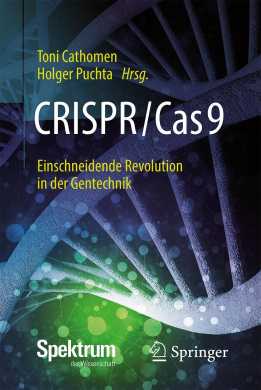 Toni Cathomen
Holger Puchta Hrsg.
CRISPR/Cas9
Einschneidende Revolution
in der Gentechnik
Spektrum
der Wissenschaft
Springer